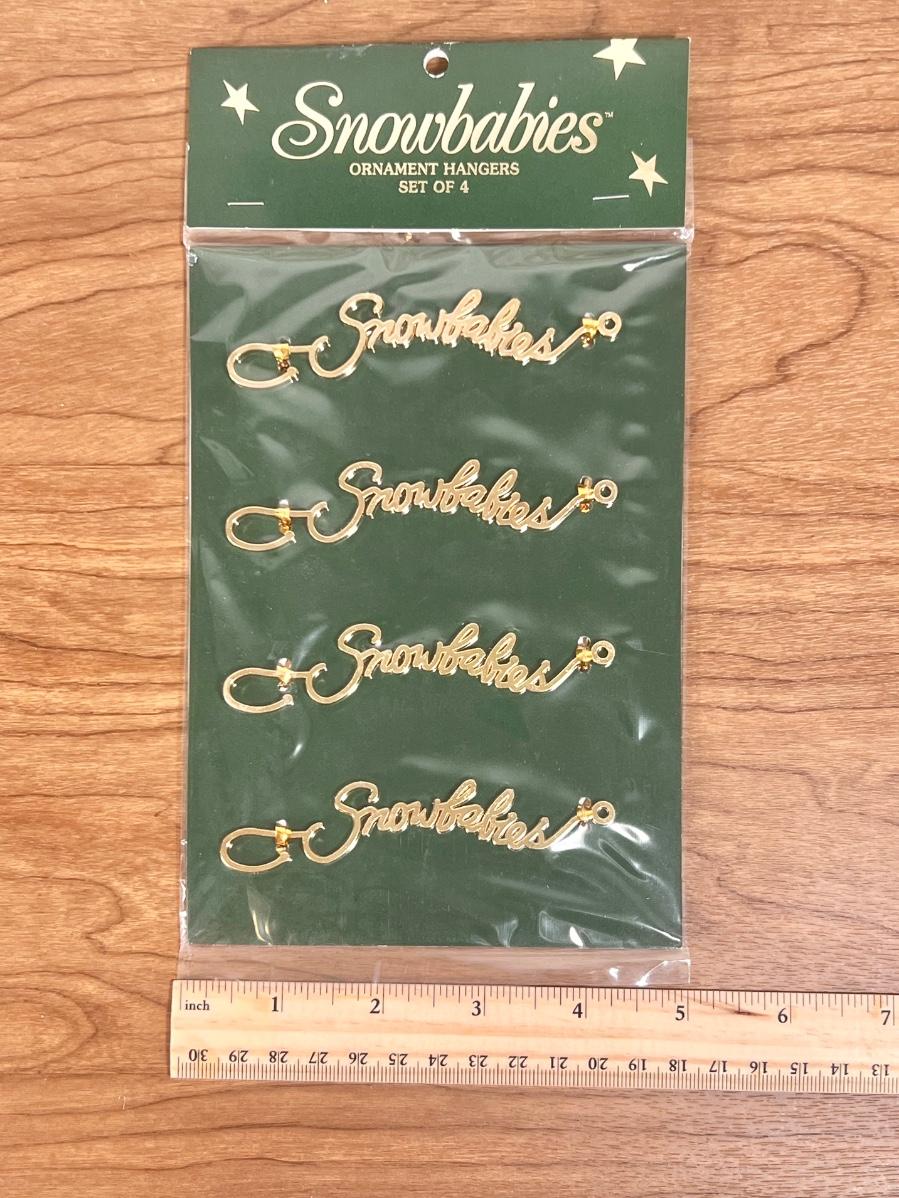 Snowbabies™
ORNAMENT HANGERS
SET OF 4
Snowbabies
Snowbabies
Snowbabies
Snowbabies
inch 1 2 3 4 5 6 7
30 29 28 27 26 25 24 23 22 21 20 19 18 17 16 15 14 13